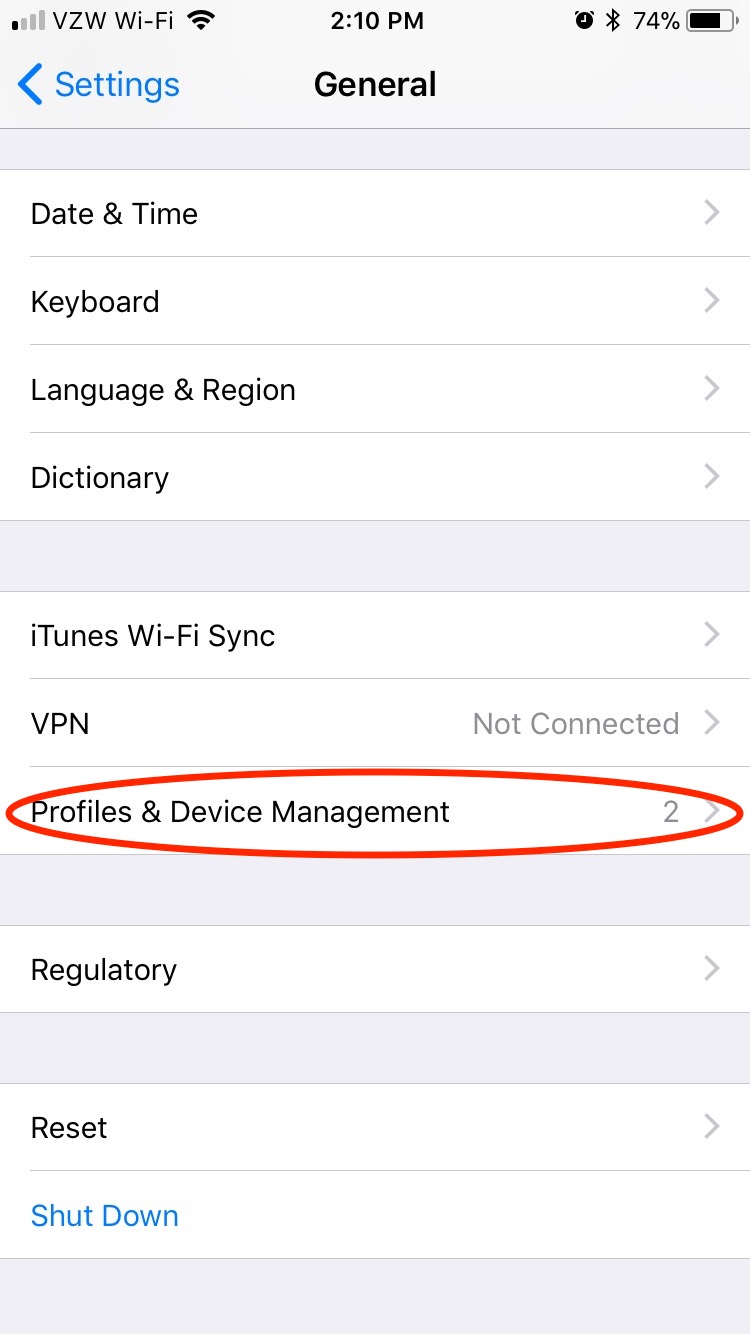 VZW Wi-Fi 2:10 PM 74%
Settings General
Date & Time
Keyboard
Language & Region
Dictionary
iTunes Wi-Fi Sync
VPN Not Connected
Profiles & Device Management 2
Regulatory
Reset
Shut Down